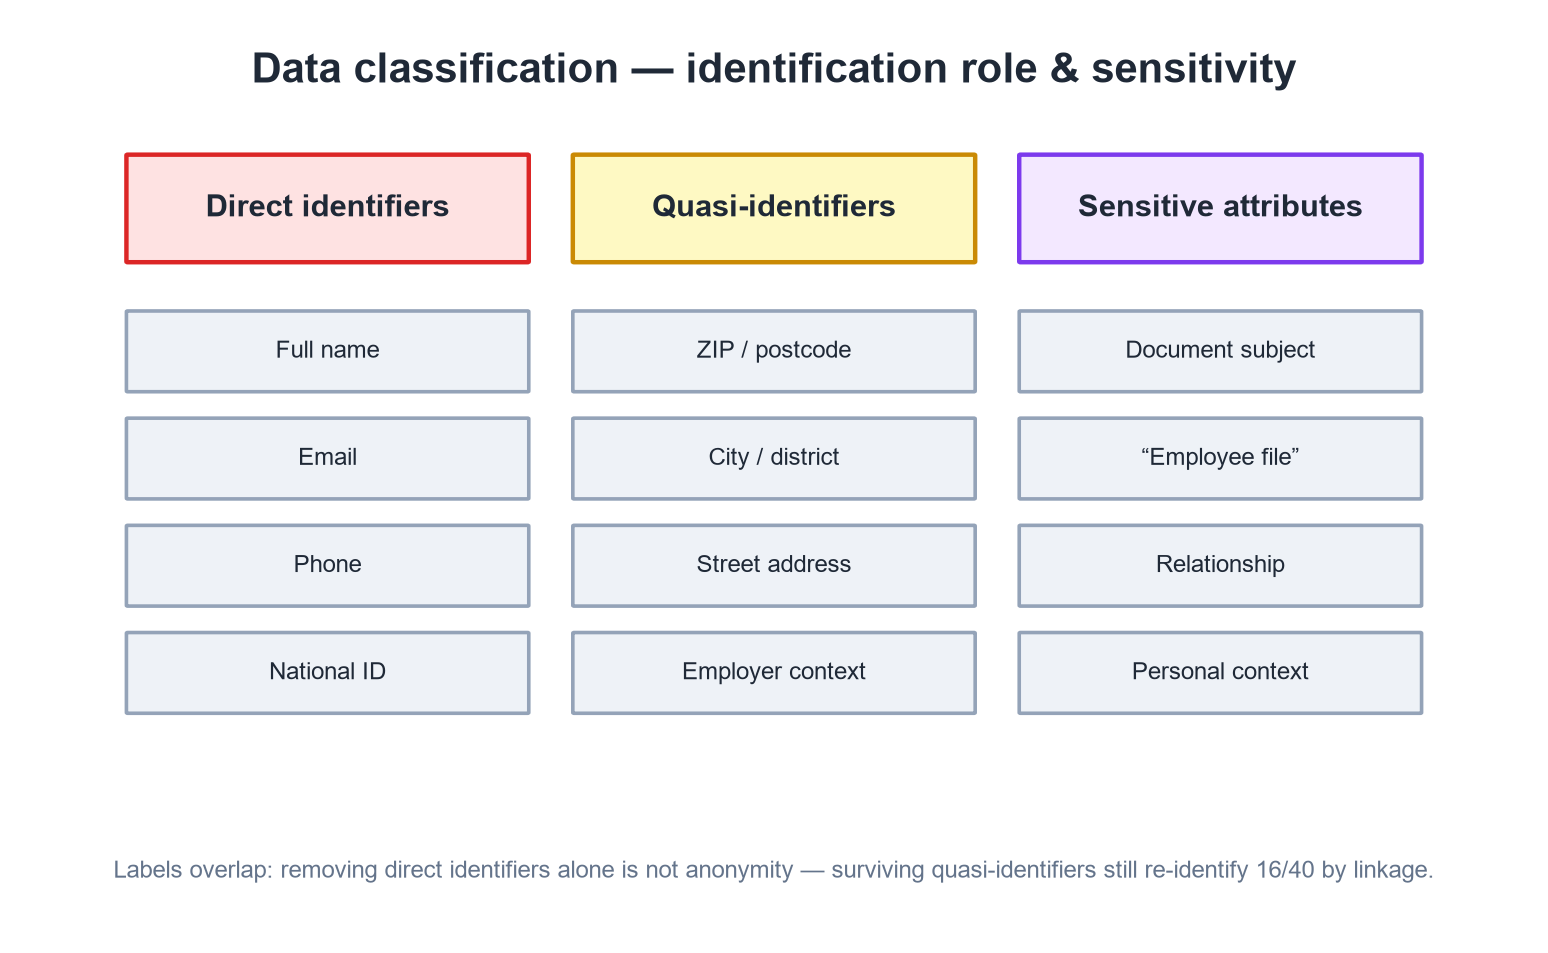 Data classification — identification role & sensitivity
Direct identifiers
Quasi-identifiers
Sensitive attributes
Full name
ZIP / postcode
Document subject
Email
City / district
“Employee file”
Phone
Street address
Relationship
National ID
Employer context
Personal context
Labels overlap: removing direct identifiers alone is not anonymity — surviving quasi-identifiers still re-identify 16/40 by linkage.